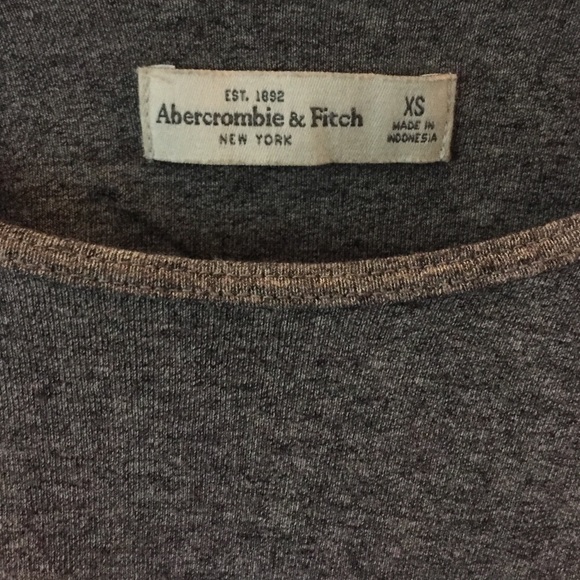 EST. 1892
Abercrombie & Fitch
NEW YORK
XS
MADE IN
INDONESIA